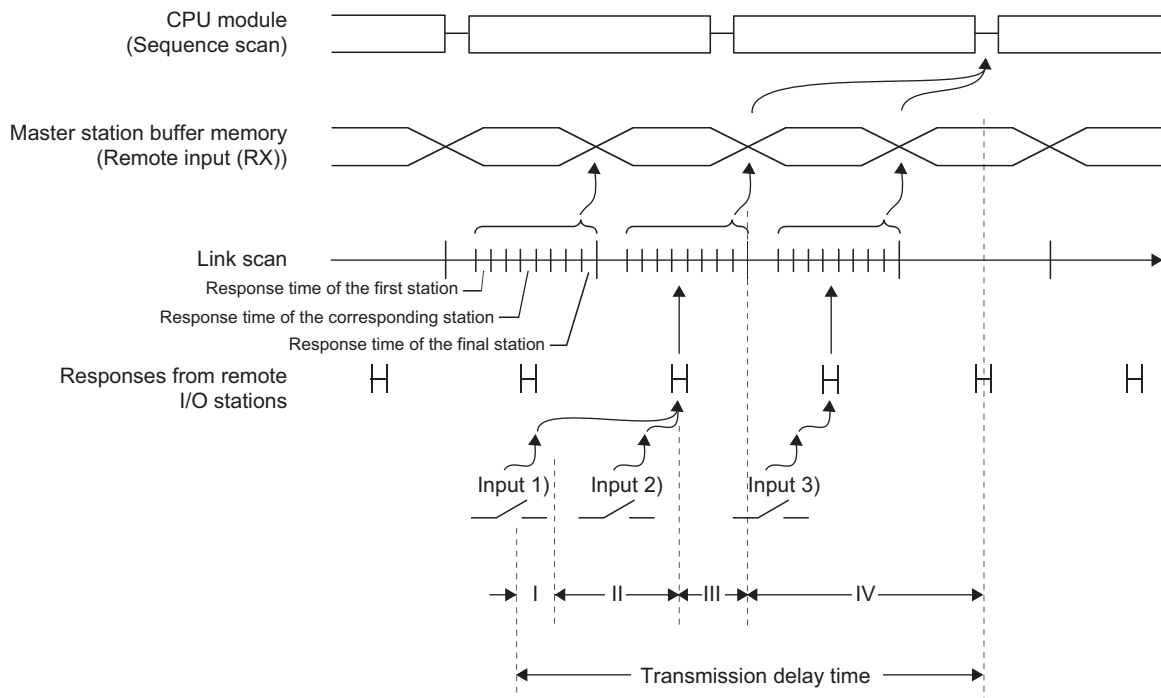 CPU module
(Sequence scan)
Master station buffer memory
(Remote input (RX))
Link scan
Response time of the first station
Response time of the corresponding station
Response time of the final station
Responses from remote
I/O stations
Input 1)
Input 2)
Input 3)
I
II
III
IV
Transmission delay time